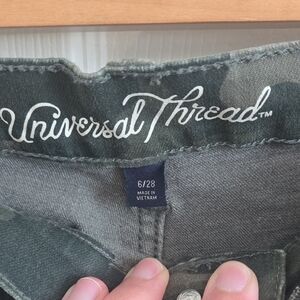 Universal Thread™
6/28
MADE IN
VIETNAM